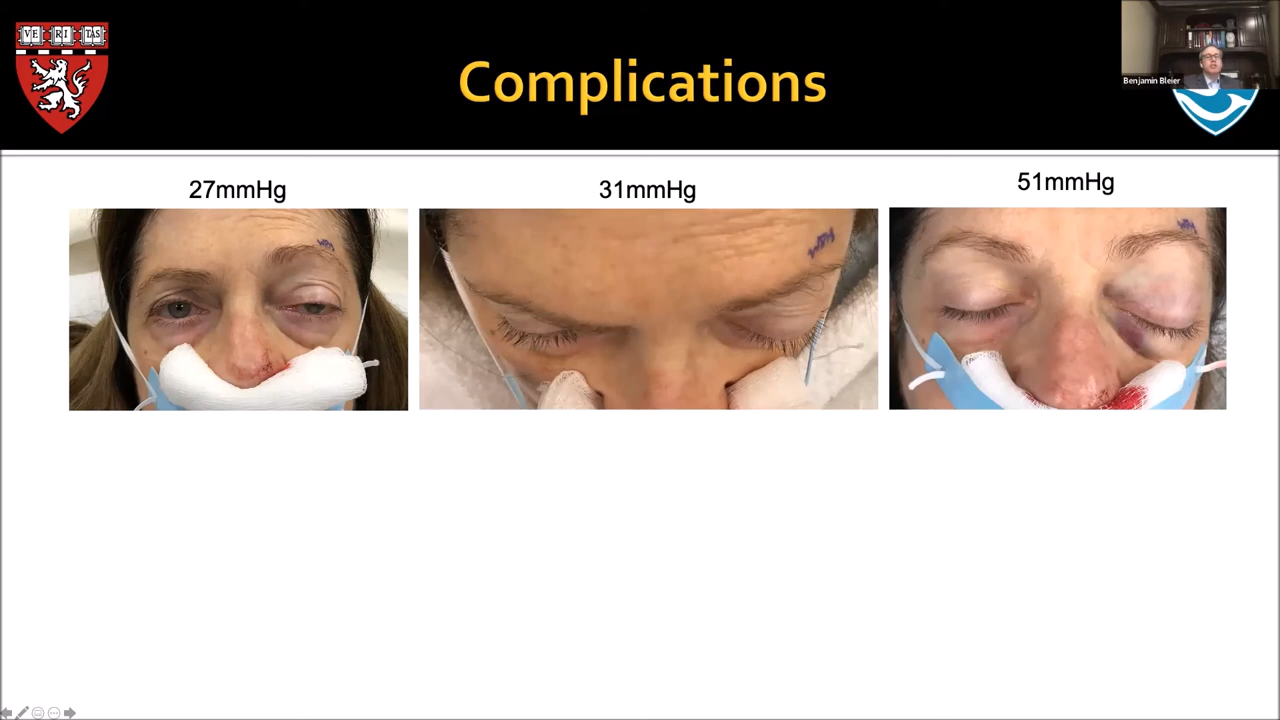 VE RI TAS
Complications
Benjamin Bleier
27mmHg
31mmHg
51mmHg